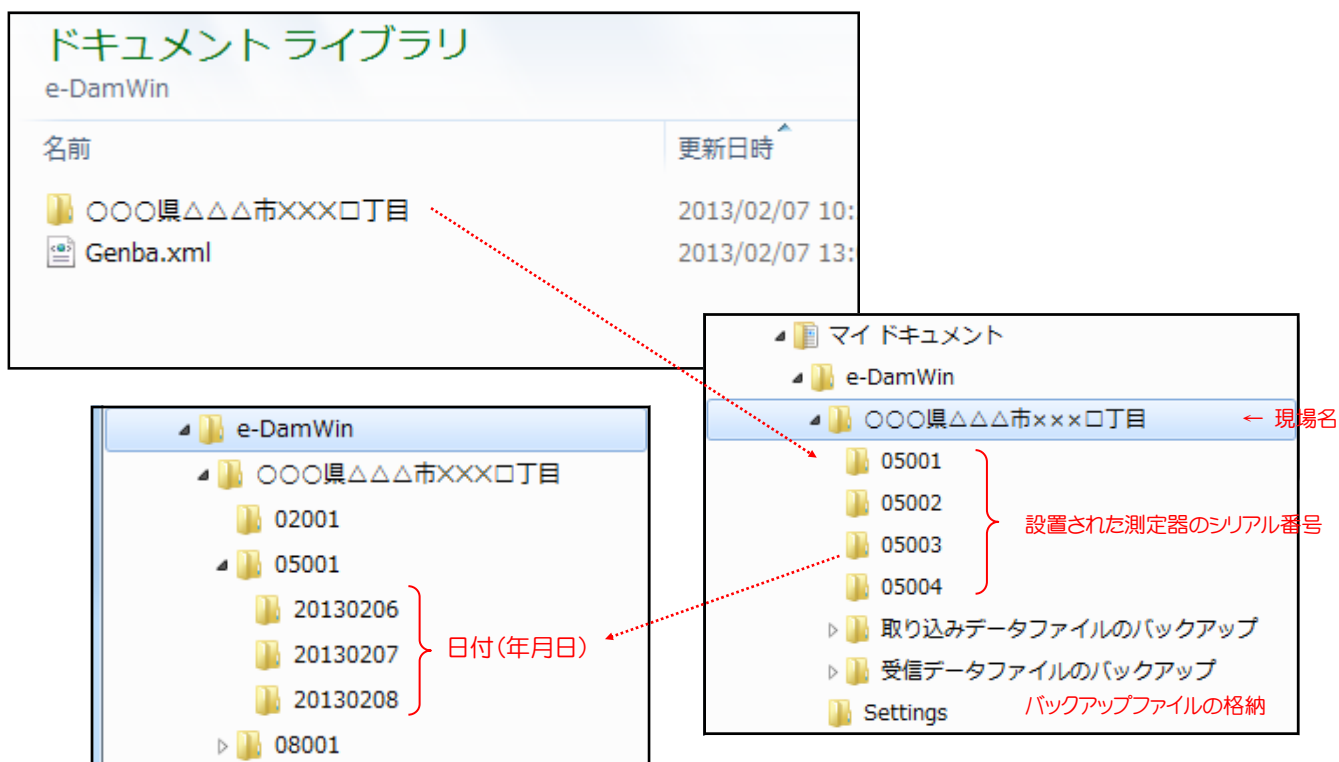 ドキュメント ライブラリ
e-DamWin
名前
更新日時
○○○県△△△市×××□丁目
2013/02/07 10:
Genba.xml
2013/02/07 13:
マイ ドキュメント
e-DamWin
○○○県△△△市×××□丁目
← 現場名
05001
05002
05003
05004
設置された測定器のシリアル番号
取り込みデータファイルのバックアップ
受信データファイルのバックアップ
Settings
バックアップファイルの格納
e-DamWin
○○○県△△△市×××□丁目
02001
05001
20130206
20130207
20130208
日付(年月日)
08001